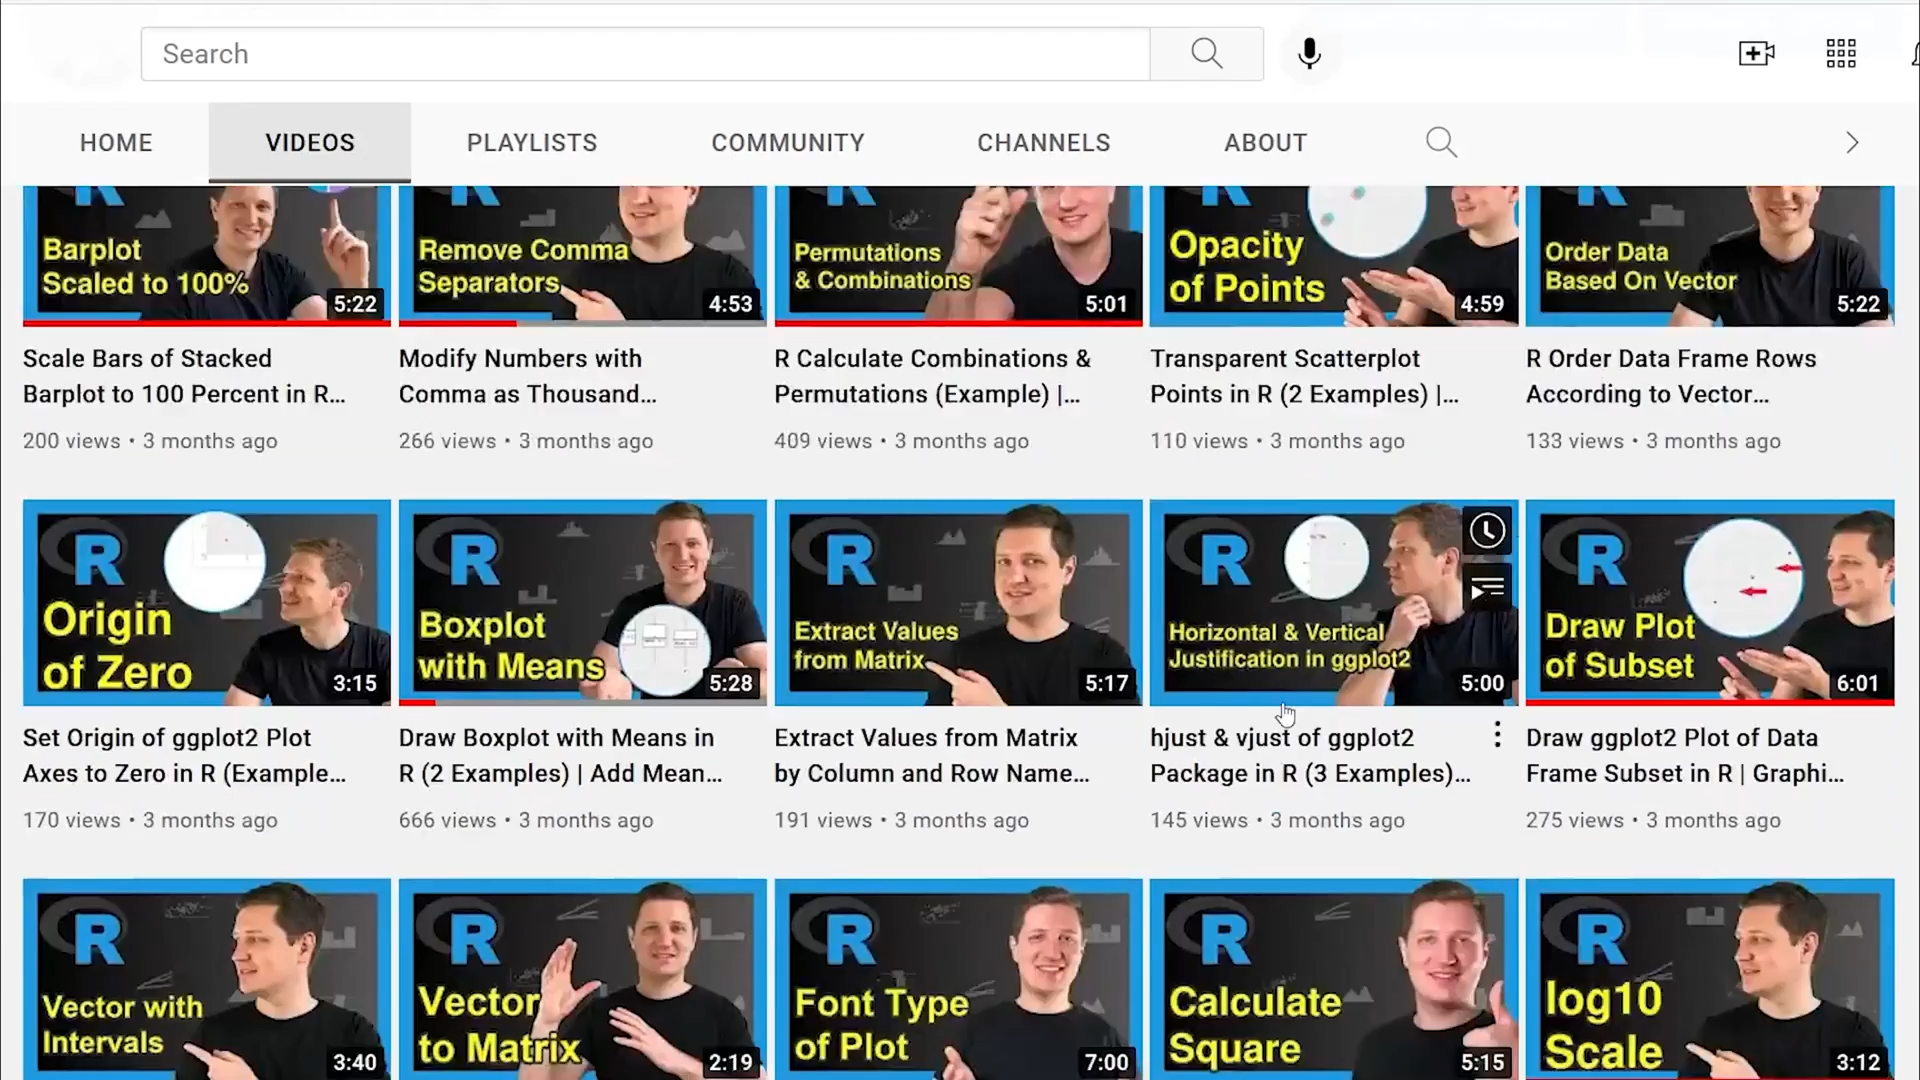 Search
HOME VIDEOS PLAYLISTS COMMUNITY CHANNELS ABOUT
Barplot
Scaled to 100%
5:22
Remove Comma
Separators
4:53
Permutations
& Combinations
5:01
Opacity
of Points
4:59
Order Data
Based On Vector
5:22
Scale Bars of Stacked
Barplot to 100 Percent in R...
200 views • 3 months ago
Modify Numbers with
Comma as Thousand...
266 views • 3 months ago
R Calculate Combinations &
Permutations (Example) |...
409 views • 3 months ago
Transparent Scatterplot
Points in R (2 Examples) |...
110 views • 3 months ago
R Order Data Frame Rows
According to Vector...
133 views • 3 months ago
R
Origin
of Zero
3:15
R
Boxplot
with Means
5:28
R
Extract Values
from Matrix
5:17
R
Horizontal & Vertical
Justification in ggplot2
5:00
R
Draw Plot
of Subset
6:01
Set Origin of ggplot2 Plot
Axes to Zero in R (Example...
170 views • 3 months ago
Draw Boxplot with Means in
R (2 Examples) | Add Mean...
666 views • 3 months ago
Extract Values from Matrix
by Column and Row Name...
191 views • 3 months ago
hjust & vjust of ggplot2
Package in R (3 Examples)...
145 views • 3 months ago
Draw ggplot2 Plot of Data
Frame Subset in R | Graphi...
275 views • 3 months ago
R
Vector with
Intervals
3:40
R
Vector
to Matrix
2:19
R
Font Type
of Plot
7:00
R
Calculate
Square
5:15
R
log10
Scale
3:12